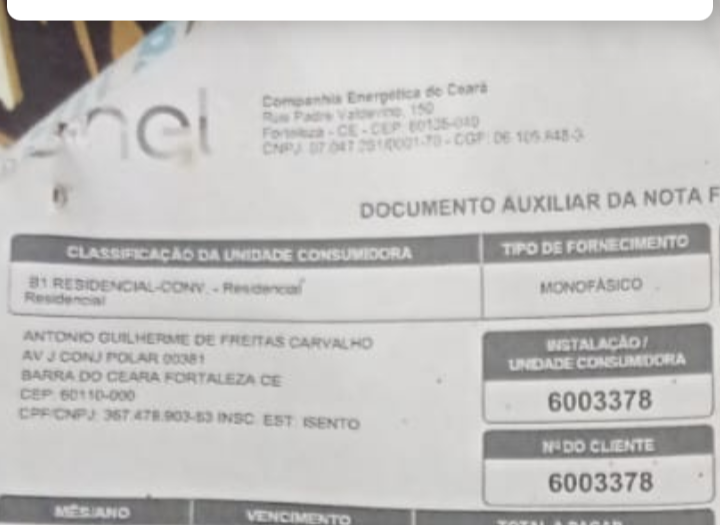 enel
Companhia Energética do Ceará
Rua Padre Valdevino, 150
Fortaleza - CE - CEP: 60135-040
CNPJ: 07.047.251/0001-70 - CGF: 06.105.848-3
DOCUMENTO AUXILIAR DA NOTA F
CLASSIFICAÇÃO DA UNIDADE CONSUMIDORA
TIPO DE FORNECIMENTO
B1 RESIDENCIAL-CONV. - Residencial
Residencial
MONOFÁSICO
ANTONIO GUILHERME DE FREITAS CARVALHO
AV J CONJ POLAR 00381
BARRA DO CEARA FORTALEZA CE
CEP: 60110-000
CPF/CNPJ: 367.478.903-53 INSC. EST: ISENTO
INSTALAÇÃO /
UNIDADE CONSUMIDORA
6003378
Nº DO CLIENTE
6003378
MÊS/ANO
VENCIMENTO
TOTAL A PAGAR